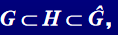 G ⊂ H ⊂ Ĝ,